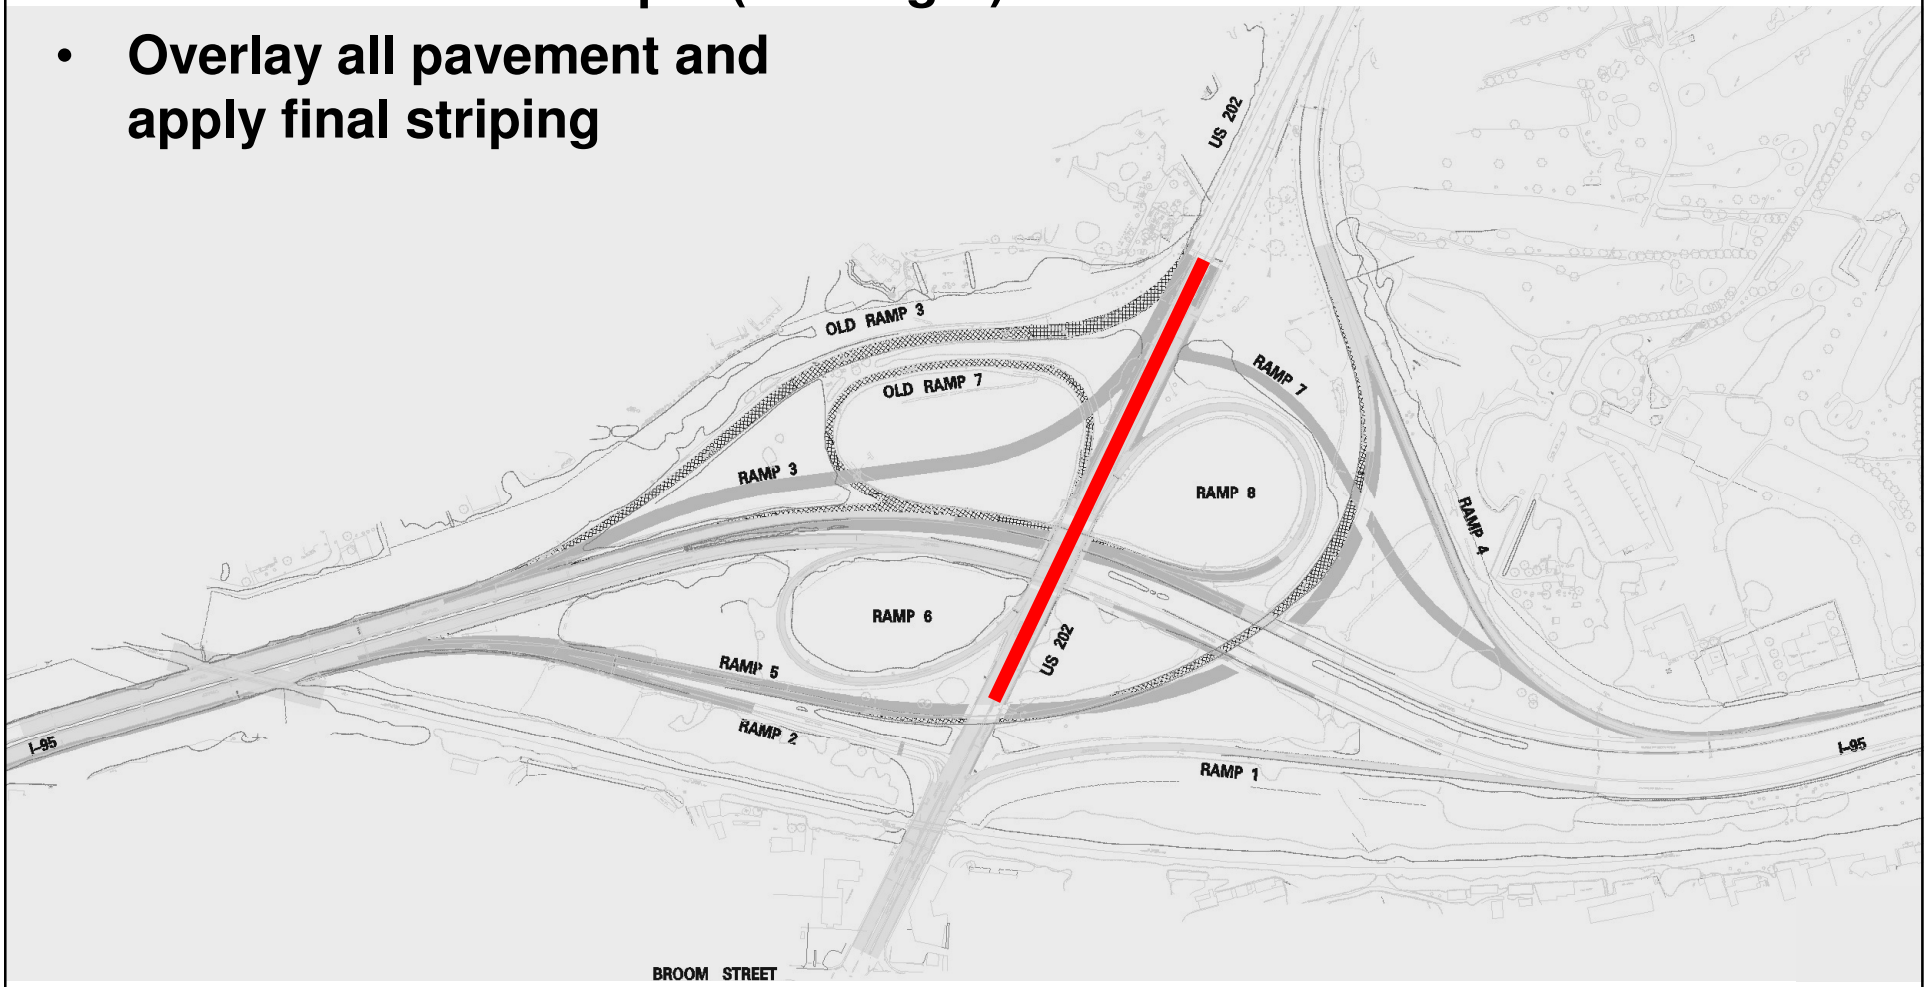 • Overlay all pavement and
apply final striping
US 202
OLD RAMP 3
OLD RAMP 7
RAMP 7
RAMP 3
RAMP 8
RAMP 4
RAMP 6
US 202
RAMP 5
RAMP 2
I-95
I-95
RAMP 1
BROOM STREET